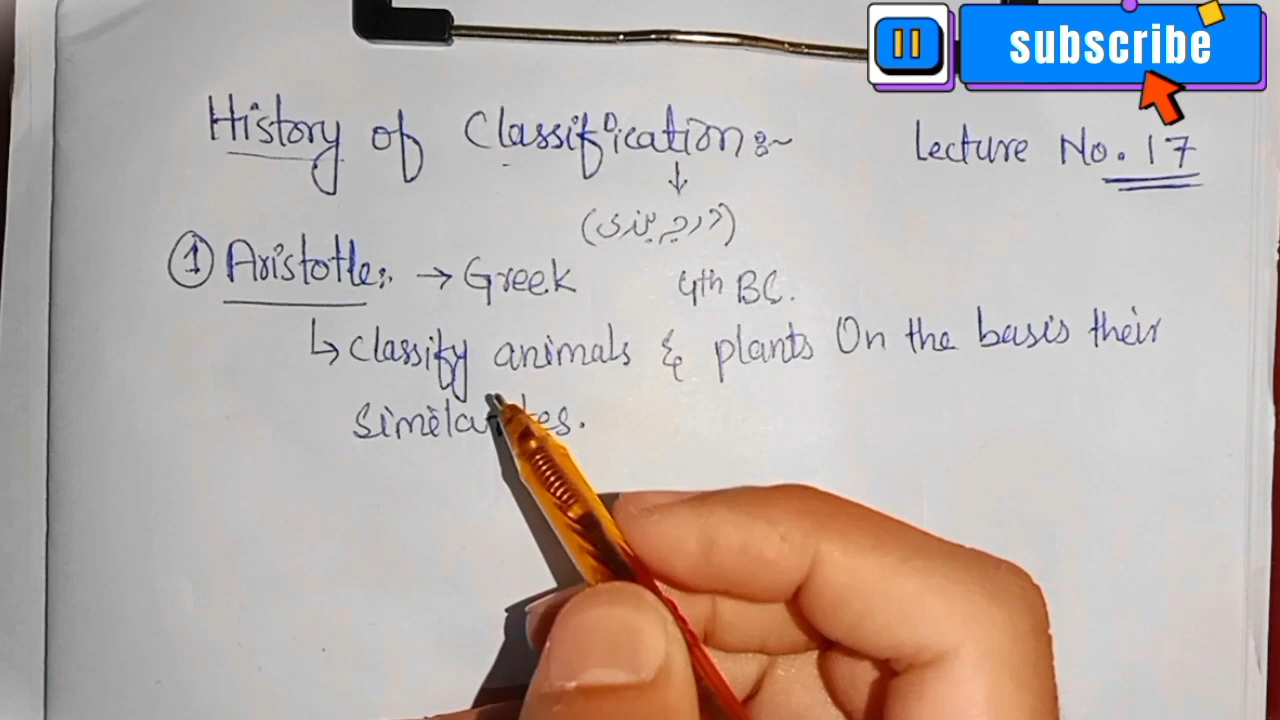 subscribe
History of Classification:~
Lecture No. 17
↓
(درجہ بندی)
① Aristotle:. → Greek 4th BC.
↳ Classify animals & plants On the basis their